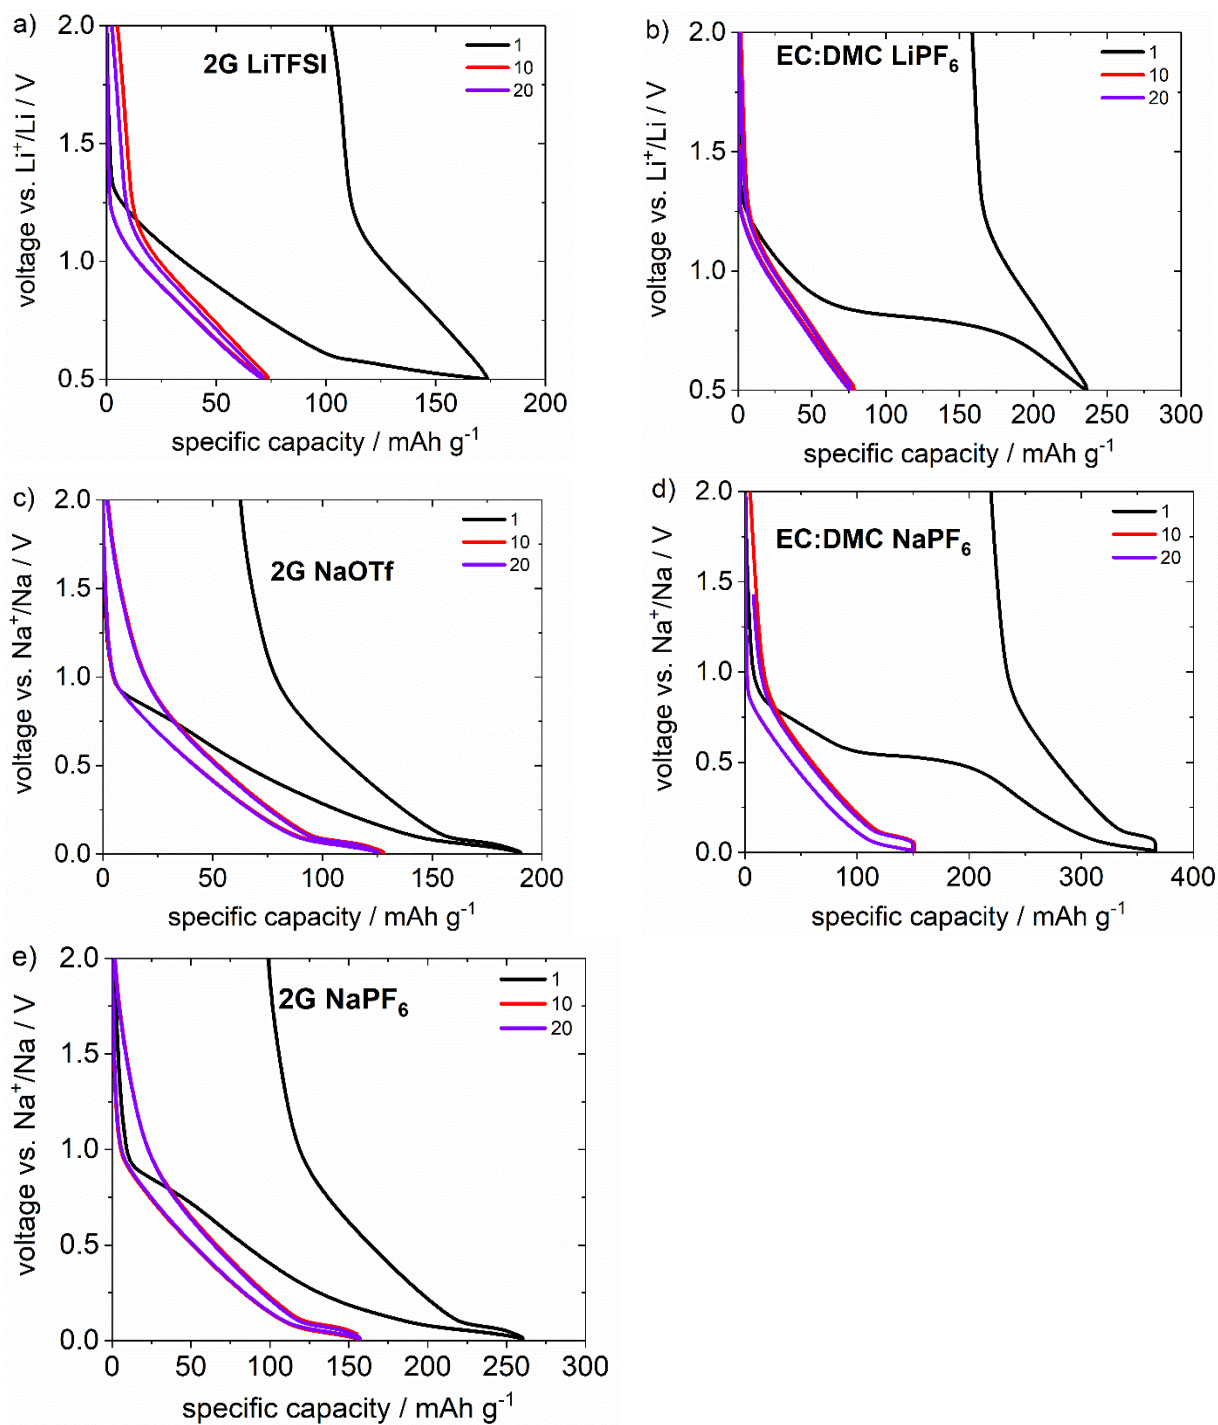 a)
2.0
1.5
1.0
0.5
voltage vs. Li⁺/Li / V
2G LiTFSI
1
10
20
0 50 100 150 200
specific capacity / mAh g⁻¹
b)
2.0
1.5
1.0
0.5
voltage vs. Li⁺/Li / V
EC:DMC LiPF₆
1
10
20
0 50 100 150 200 250 300
specific capacity / mAh g⁻¹
c)
2.0
1.5
1.0
0.5
0.0
voltage vs. Na⁺/Na / V
2G NaOTf
1
10
20
0 50 100 150 200
specific capacity / mAh g⁻¹
d)
2.0
1.5
1.0
0.5
0.0
voltage vs. Na⁺/Na / V
EC:DMC NaPF₆
1
10
20
0 100 200 300 400
specific capacity / mAh g⁻¹
e)
2.0
1.5
1.0
0.5
0.0
voltage vs. Na⁺/Na / V
2G NaPF₆
1
10
20
0 50 100 150 200 250 300
specific capacity / mAh g⁻¹